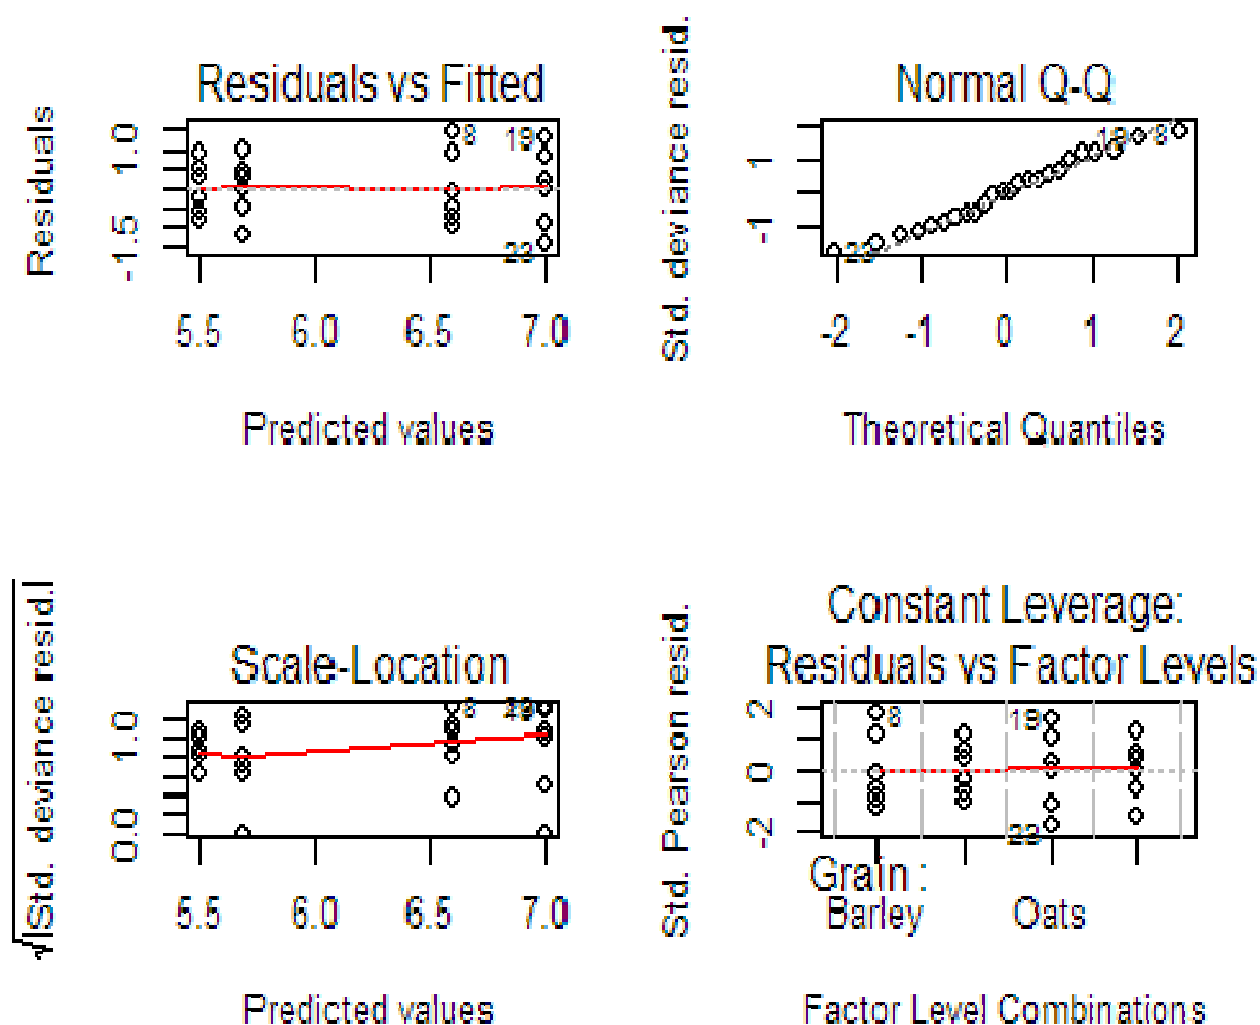 Residuals vs Fitted
Residuals
1.0
-1.5
8
19
23
5.5 6.0 6.5 7.0
Predicted values
Normal Q-Q
Std. deviance resid.
1
-1
19 8
23
-2 -1 0 1 2
Theoretical Quantiles
Scale-Location
√|Std. deviance resid.|
1.0
1.0
0.0
8
5.5 6.0 6.5 7.0
Predicted values
Constant Leverage:
Residuals vs Factor Levels
Std. Pearson resid.
2
0
-2
8
19
23
Grain :
Barley Oats
Factor Level Combinations